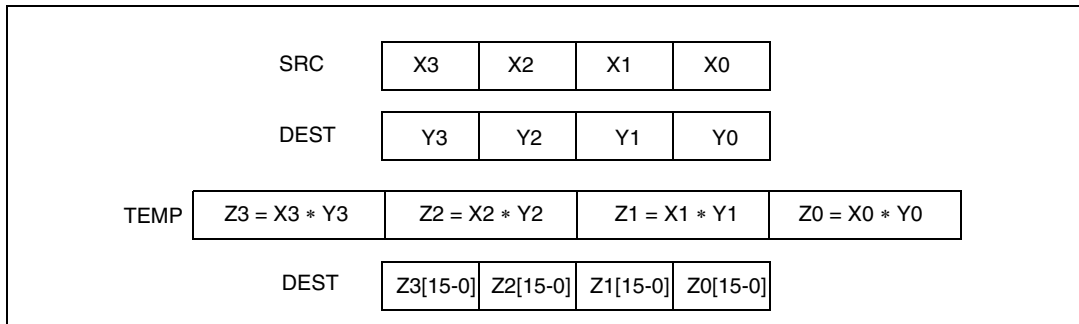 SRC X3 X2 X1 X0
DEST Y3 Y2 Y1 Y0
TEMP Z3 = X3 ∗ Y3 Z2 = X2 ∗ Y2 Z1 = X1 ∗ Y1 Z0 = X0 ∗ Y0
DEST Z3[15-0] Z2[15-0] Z1[15-0] Z0[15-0]